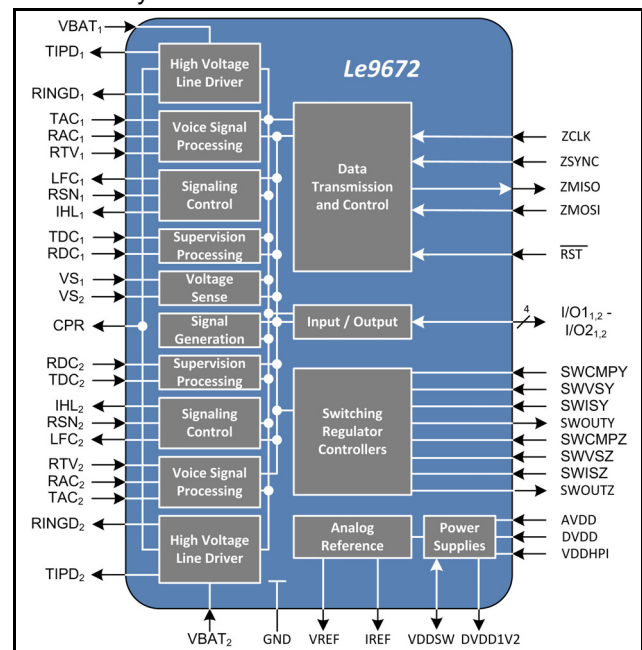 VBAT₁
TIPD₁
RINGD₁
TAC₁
RAC₁
RTV₁
LFC₁
RSN₁
IHL₁
TDC₁
RDC₁
VS₁
VS₂
CPR
RDC₂
TDC₂
IHL₂
RSN₂
LFC₂
RTV₂
RAC₂
TAC₂
RINGD₂
TIPD₂
High Voltage
Line Driver
Voice Signal
Processing
Signaling
Control
Supervision
Processing
Voltage
Sense
Signal
Generation
Supervision
Processing
Signaling
Control
Voice Signal
Processing
High Voltage
Line Driver
Le9672
Data
Transmission
and Control
Input / Output
Switching
Regulator
Controllers
Analog
Reference
Power
Supplies
ZCLK
ZSYNC
ZMISO
ZMOSI
RST
4
I/O1₁,₂ -
I/O2₁,₂
SWCMPY
SWVSY
SWISY
SWOUTY
SWCMPZ
SWVSZ
SWISZ
SWOUTZ
AVDD
DVDD
VDDHPI
VBAT₂
GND
VREF
IREF
VDDSW
DVDD1V2